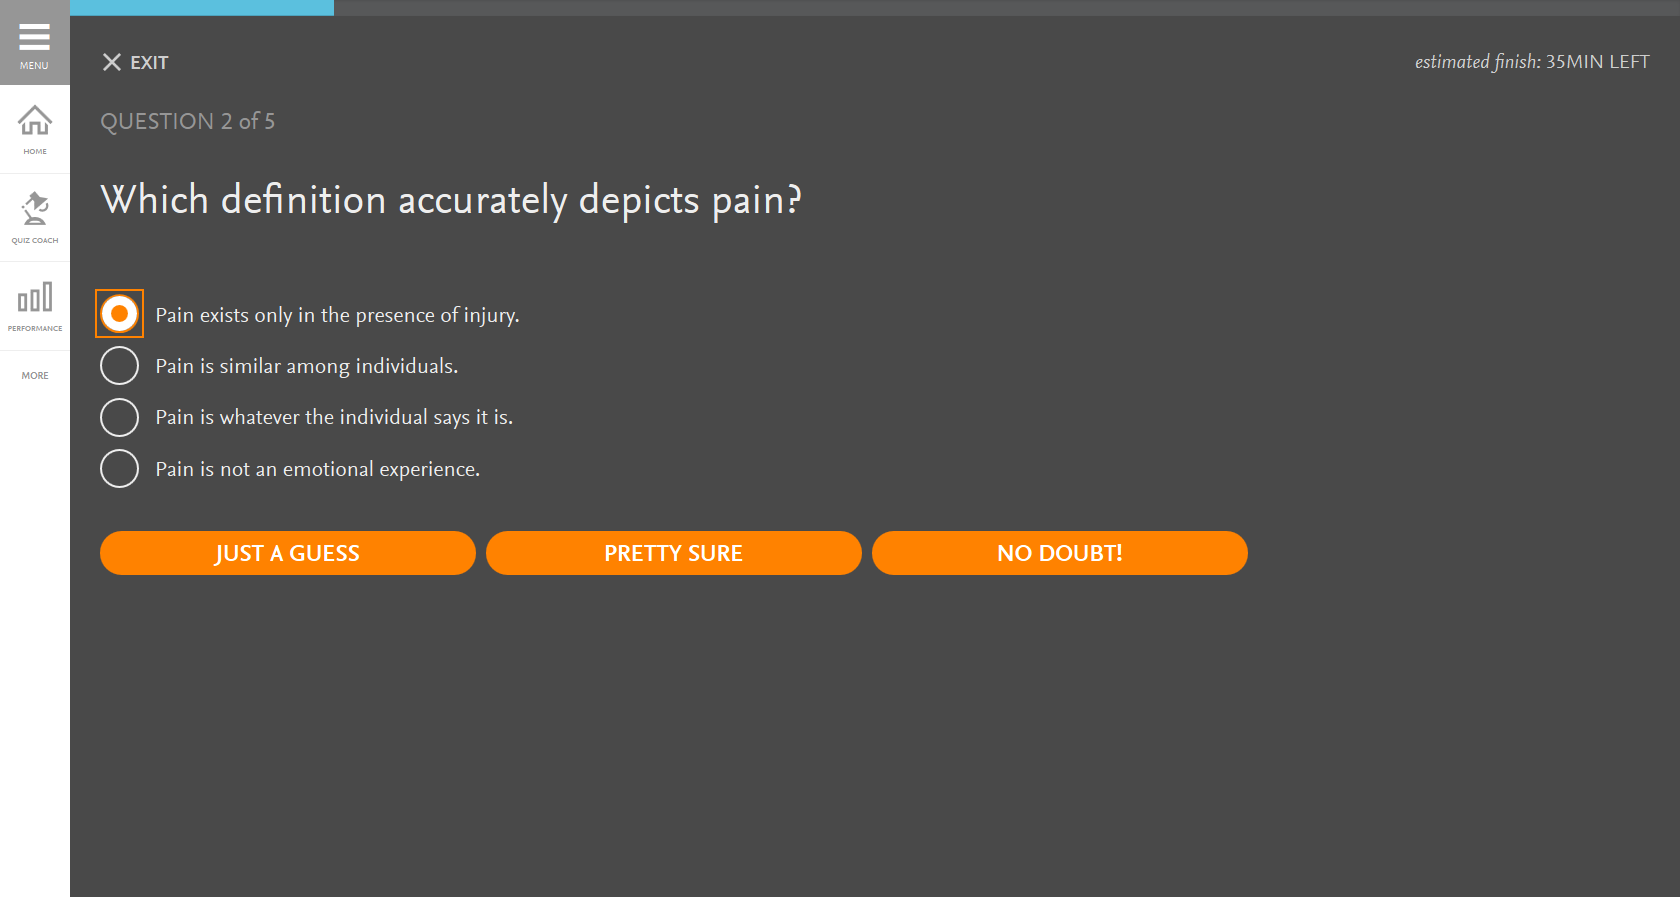 MENU
HOME
QUIZ COACH
PERFORMANCE
MORE
EXIT
estimated finish: 35MIN LEFT
QUESTION 2 of 5
Which definition accurately depicts pain?
Pain exists only in the presence of injury.
Pain is similar among individuals.
Pain is whatever the individual says it is.
Pain is not an emotional experience.
JUST A GUESS
PRETTY SURE
NO DOUBT!